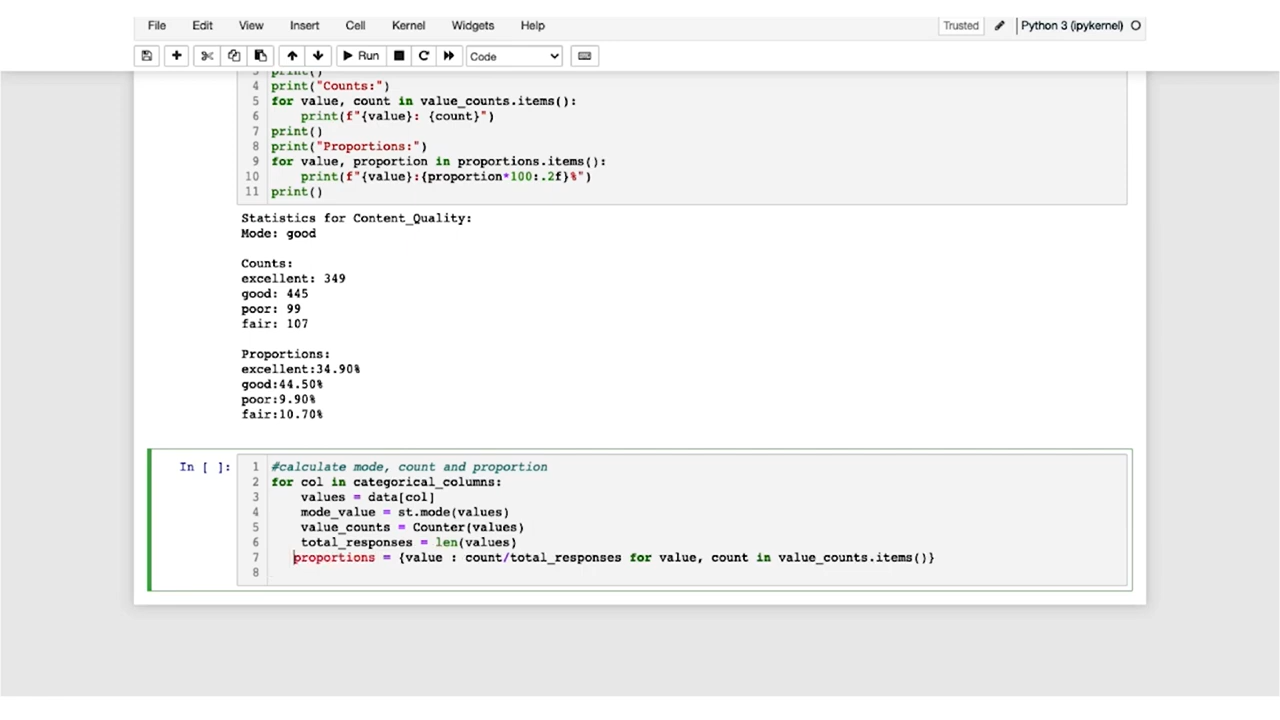 File Edit View Insert Cell Kernel Widgets Help Trusted Python 3 (ipykernel)
Run Code
3 print()
4 print("Counts:")
5 for value, count in value_counts.items():
6 print(f"{value}: {count}")
7 print()
8 print("Proportions:")
9 for value, proportion in proportions.items():
10 print(f"{value}:{proportion*100:.2f}%")
11 print()
Statistics for Content_Quality:
Mode: good
Counts:
excellent: 349
good: 445
poor: 99
fair: 107
Proportions:
excellent:34.90%
good:44.50%
poor:9.90%
fair:10.70%
In [ ]: 1 #calculate mode, count and proportion
2 for col in categorical_columns:
3 values = data[col]
4 mode_value = st.mode(values)
5 value_counts = Counter(values)
6 total_responses = len(values)
7 proportions = {value : count/total_responses for value, count in value_counts.items()}
8